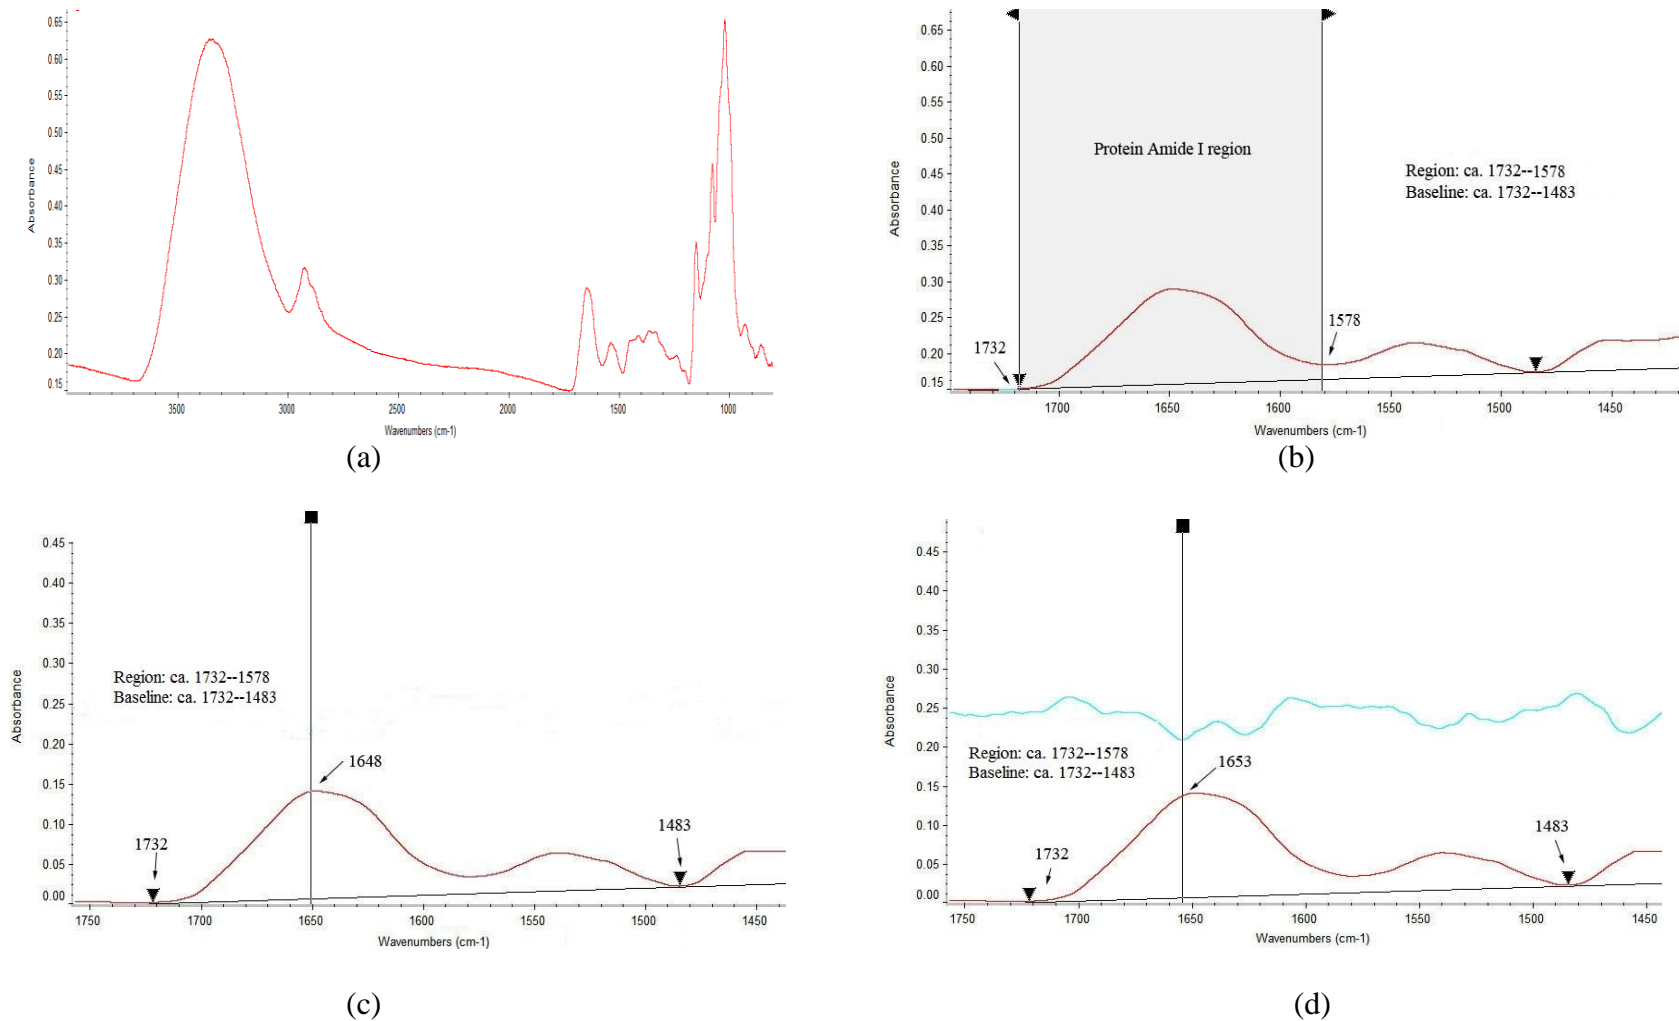 0.65
0.60
0.55
0.50
0.45
0.40
0.35
0.30
0.25
0.20
0.15
Absorbance
3500 3000 2500 2000 1500 1000
Wavenumbers (cm-1)
(a)
0.65
0.60
0.55
0.50
0.45
0.40
0.35
0.30
0.25
0.20
0.15
Absorbance
Protein Amide I region
Region: ca. 1732--1578
Baseline: ca. 1732--1483
1732
1578
1700 1650 1600 1550 1500 1450
Wavenumbers (cm-1)
(b)
0.45
0.40
0.35
0.30
0.25
0.20
0.15
0.10
0.05
0.00
Absorbance
Region: ca. 1732--1578
Baseline: ca. 1732--1483
1648
1732
1483
1750 1700 1650 1600 1550 1500 1450
Wavenumbers (cm-1)
(c)
0.45
0.40
0.35
0.30
0.25
0.20
0.15
0.10
0.05
0.00
Absorbance
Region: ca. 1732--1578
Baseline: ca. 1732--1483
1653
1732
1483
1750 1700 1650 1600 1550 1500 1450
Wavenumbers (cm-1)
(d)